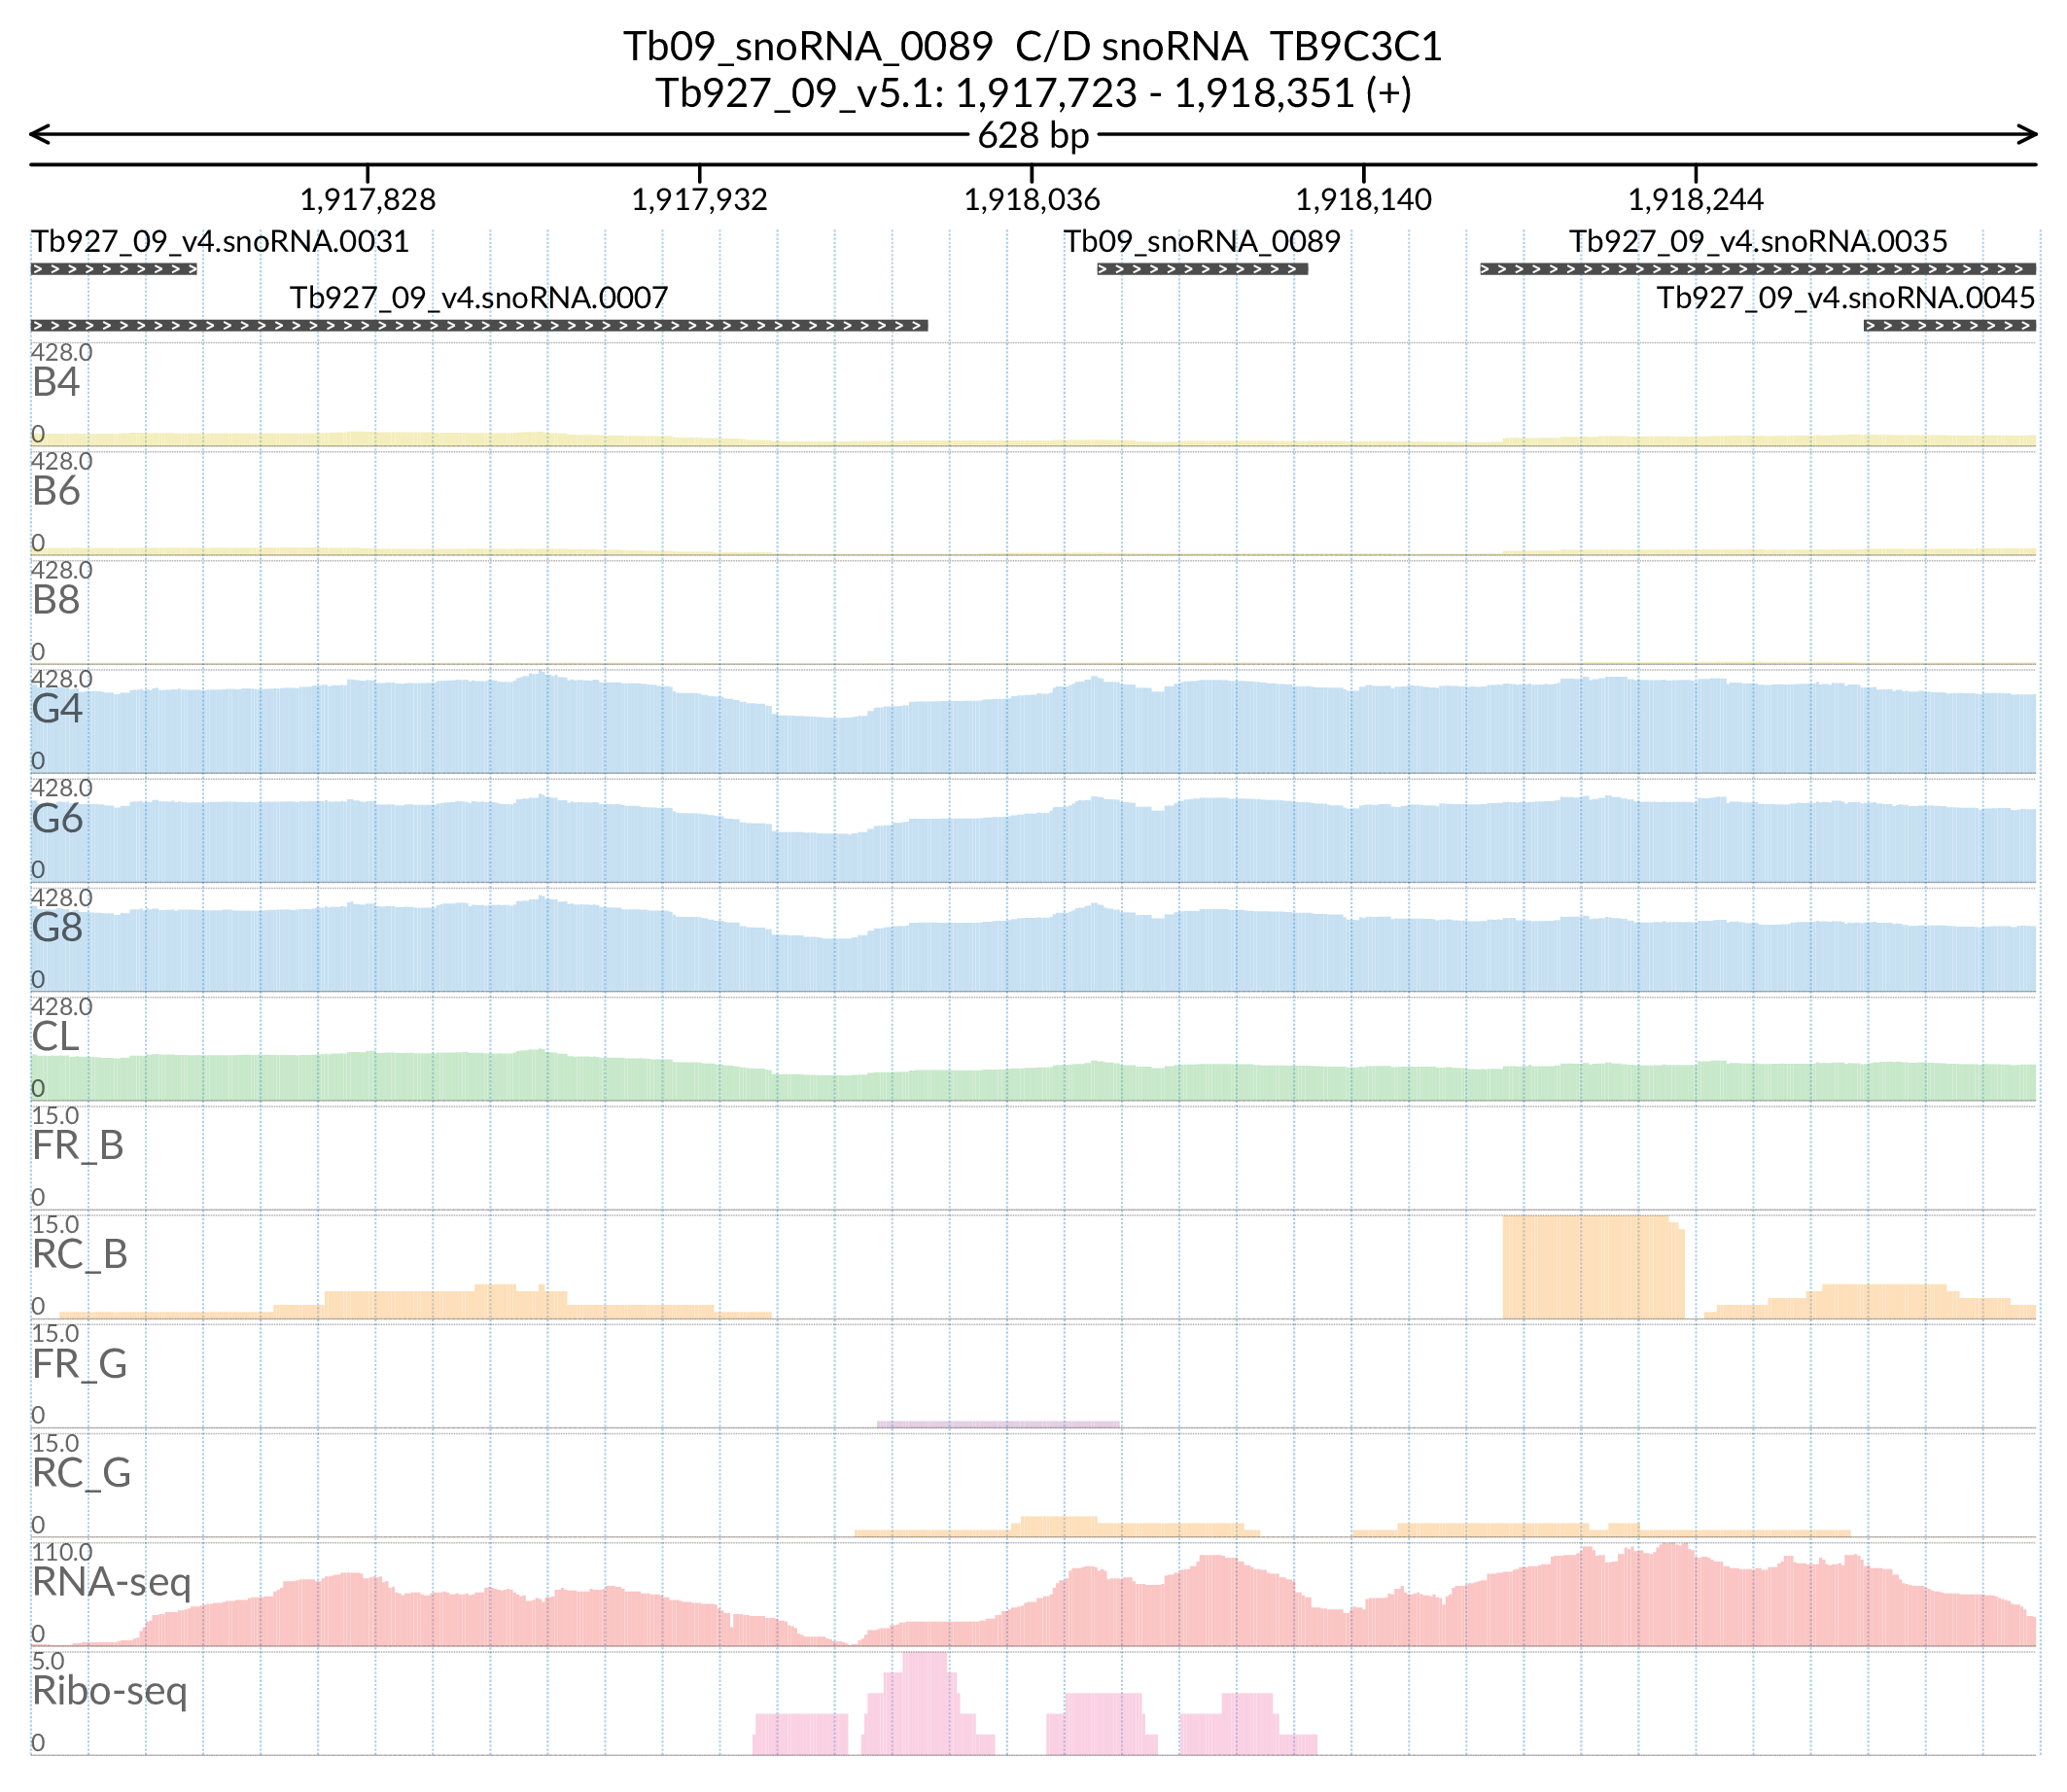 Tb09_snoRNA_0089 C/D snoRNA TB9C3C1
Tb927_09_v5.1: 1,917,723 - 1,918,351 (+)
628 bp
1,917,828 1,917,932 1,918,036 1,918,140 1,918,244
Tb927_09_v4.snoRNA.0031 Tb09_snoRNA_0089 Tb927_09_v4.snoRNA.0035
Tb927_09_v4.snoRNA.0007 Tb927_09_v4.snoRNA.0045
428.0
B4
0
428.0
B6
0
428.0
B8
0
428.0
G4
0
428.0
G6
0
428.0
G8
0
428.0
CL
0
15.0
FR_B
0
15.0
RC_B
0
15.0
FR_G
0
15.0
RC_G
0
110.0
RNA-seq
0
5.0
Ribo-seq
0